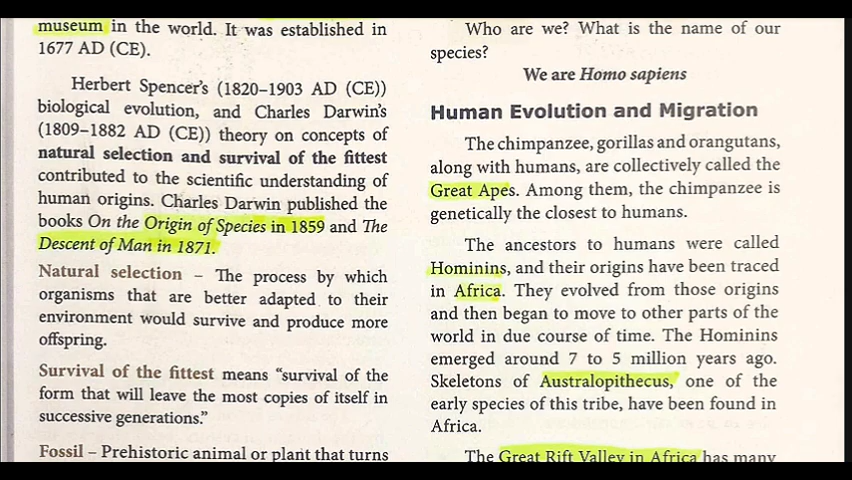 museum in the world. It was established in
1677 AD (CE).
Herbert Spencer's (1820–1903 AD (CE))
biological evolution, and Charles Darwin's
(1809–1882 AD (CE)) theory on concepts of
natural selection and survival of the fittest
contributed to the scientific understanding of
human origins. Charles Darwin published the
books On the Origin of Species in 1859 and The
Descent of Man in 1871.
Natural selection – The process by which
organisms that are better adapted to their
environment would survive and produce more
offspring.
Survival of the fittest means “survival of the
form that will leave the most copies of itself in
successive generations.”
Fossil – Prehistoric animal or plant that turns
Who are we? What is the name of our
species?
We are Homo sapiens
Human Evolution and Migration
The chimpanzee, gorillas and orangutans,
along with humans, are collectively called the
Great Apes. Among them, the chimpanzee is
genetically the closest to humans.
The ancestors to humans were called
Hominins, and their origins have been traced
in Africa. They evolved from those origins
and then began to move to other parts of the
world in due course of time. The Hominins
emerged around 7 to 5 million years ago.
Skeletons of Australopithecus, one of the
early species of this tribe, have been found in
Africa.
The Great Rift Valley in Africa has many